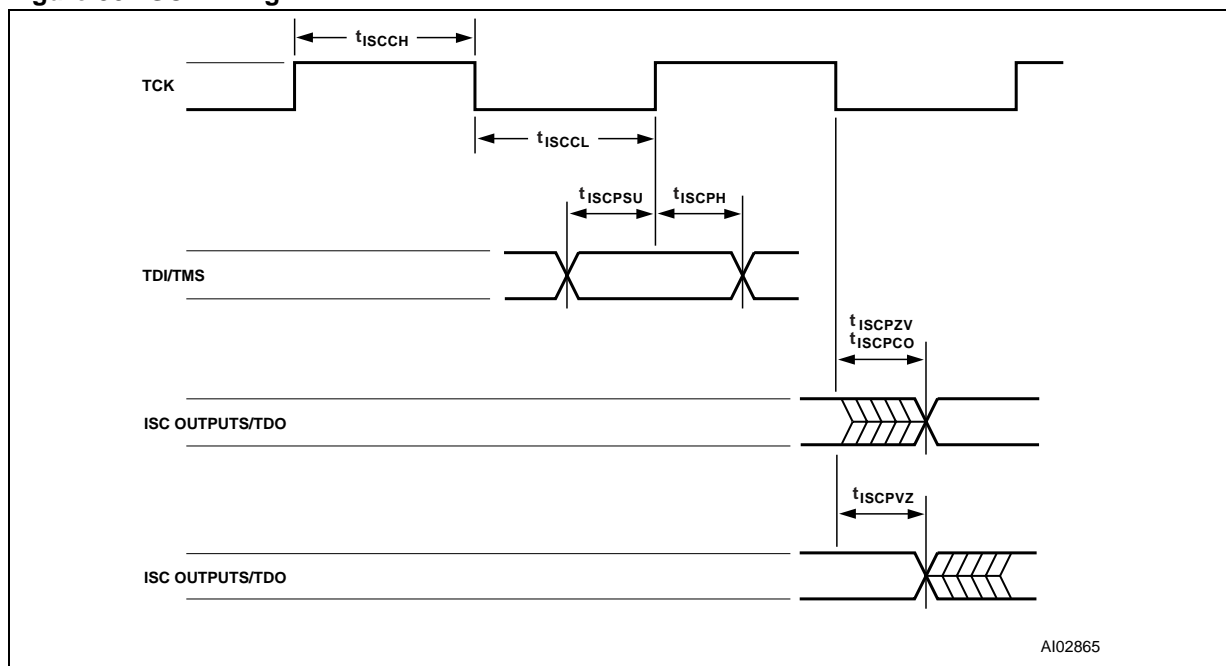 tISCCH
TCK
tISCCL
tISCPSU
tISCPH
TDI/TMS
tISCPZV
tISCPCO
ISC OUTPUTS/TDO
tISCPVZ
ISC OUTPUTS/TDO
AI02865